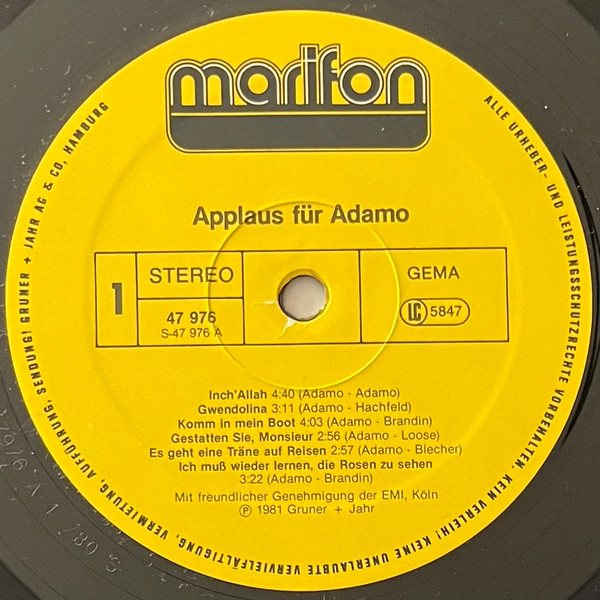 marifon
Applaus für Adamo
1
STEREO
47 976
S-47 976 A
GEMA
LC 5847
Inch'Allah 4:40 (Adamo - Adamo)
Gwendolina 3:11 (Adamo - Hachfeld)
Komm in mein Boot 4:03 (Adamo - Brandin)
Gestatten Sie, Monsieur 2:56 (Adamo - Loose)
Es geht eine Träne auf Reisen 2:57 (Adamo - Blecher)
Ich muß wieder lernen, die Rosen zu sehen
3:22 (Adamo - Brandin)
Mit freundlicher Genehmigung der EMI, Köln
Ⓟ 1981 Gruner + Jahr
ALLE URHEBER- UND LEISTUNGSSCHUTZRECHTE VORBEHALTEN. KEIN VERLEIH! KEINE UNERLAUBTE VERVIELFÄLTIGUNG, VERMIETUNG, AUFFÜHRUNG, SENDUNG! GRUNER + JAHR AG & CO, HAMBURG
47976 A 1 /80 S